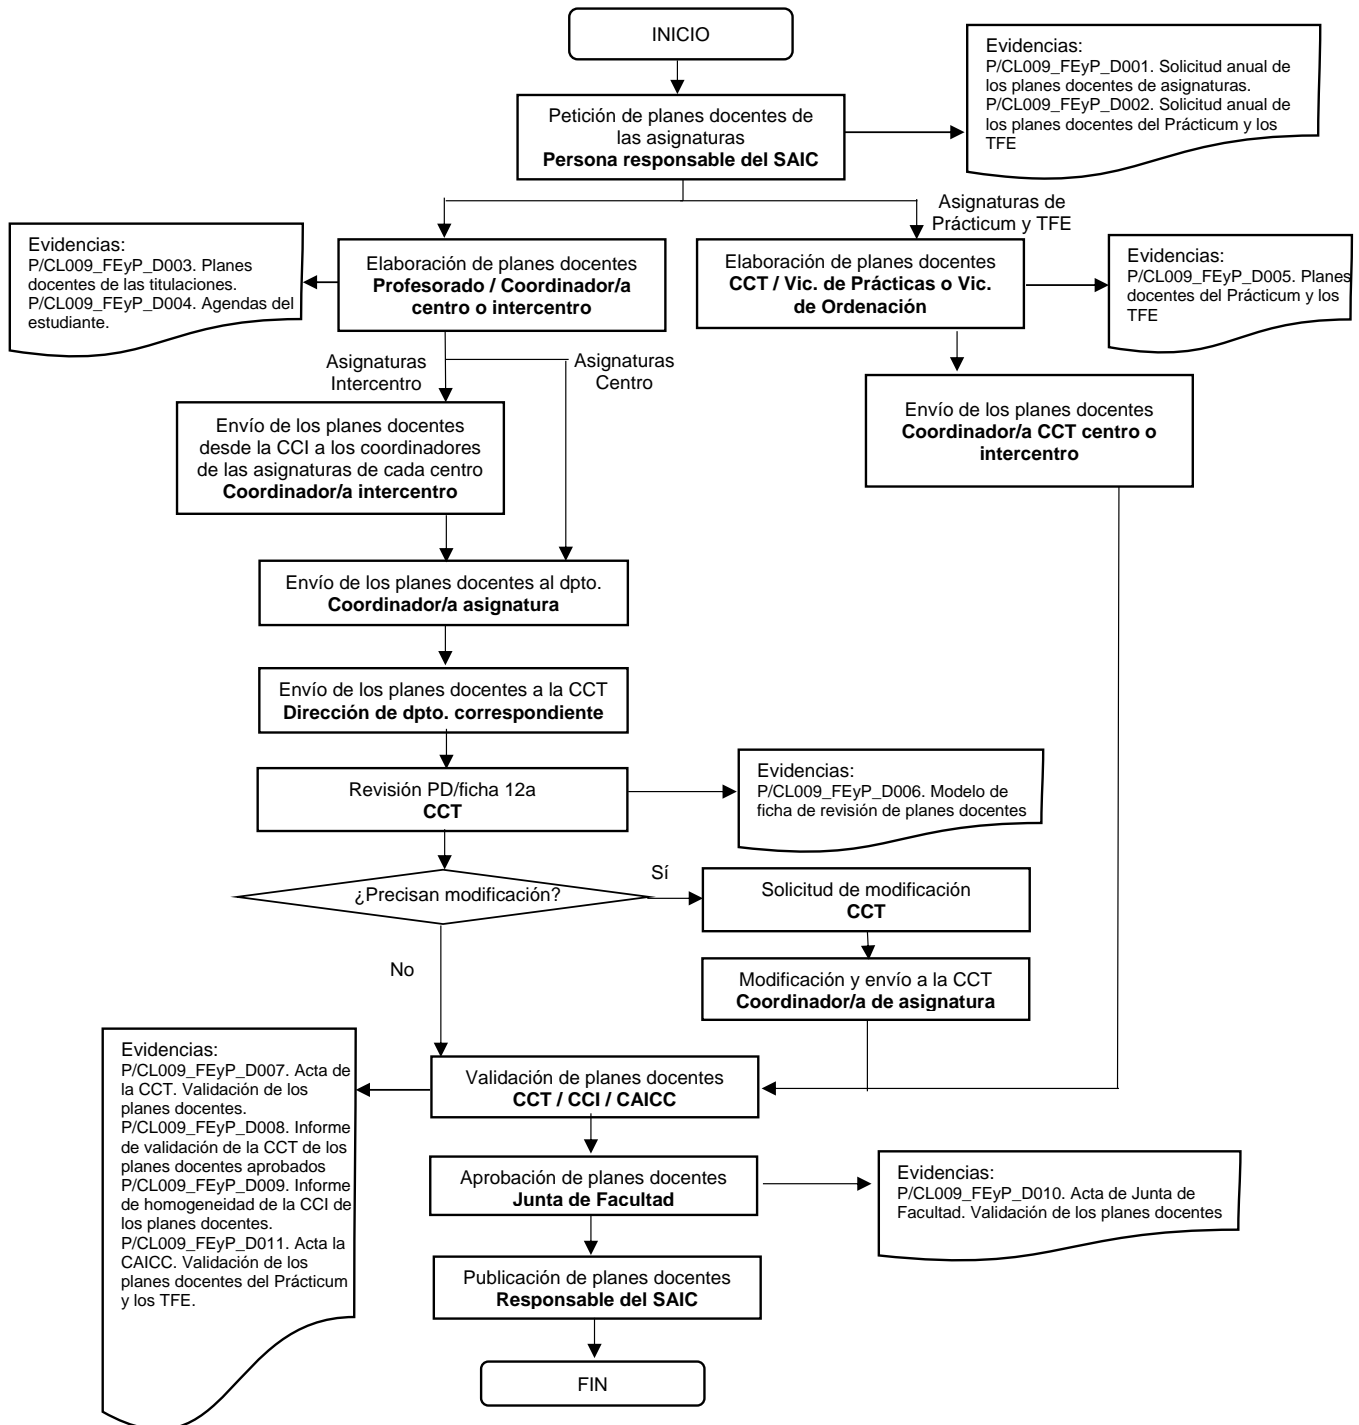 INICIO
Evidencias:
P/CL009_FEyP_D001. Solicitud anual de
los planes docentes de asignaturas.
P/CL009_FEyP_D002. Solicitud anual de
los planes docentes del Prácticum y los
TFE
Petición de planes docentes de
las asignaturas
Persona responsable del SAIC
Asignaturas de
Prácticum y TFE
Evidencias:
P/CL009_FEyP_D003. Planes
docentes de las titulaciones.
P/CL009_FEyP_D004. Agendas del
estudiante.
Elaboración de planes docentes
Profesorado / Coordinador/a
centro o intercentro
Elaboración de planes docentes
CCT / Vic. de Prácticas o Vic.
de Ordenación
Evidencias:
P/CL009_FEyP_D005. Planes
docentes del Prácticum y los
TFE
Asignaturas
Intercentro
Asignaturas
Centro
Envío de los planes docentes
desde la CCI a los coordinadores
de las asignaturas de cada centro
Coordinador/a intercentro
Envío de los planes docentes
Coordinador/a CCT centro o
intercentro
Envío de los planes docentes al dpto.
Coordinador/a asignatura
Envío de los planes docentes a la CCT
Dirección de dpto. correspondiente
Revisión PD/ficha 12a
CCT
Evidencias:
P/CL009_FEyP_D006. Modelo de
ficha de revisión de planes docentes
¿Precisan modificación?
Sí
Solicitud de modificación
CCT
No
Modificación y envío a la CCT
Coordinador/a de asignatura
Evidencias:
P/CL009_FEyP_D007. Acta de
la CCT. Validación de los
planes docentes.
P/CL009_FEyP_D008. Informe
de validación de la CCT de los
planes docentes aprobados
P/CL009_FEyP_D009. Informe
de homogeneidad de la CCI de
los planes docentes.
P/CL009_FEyP_D011. Acta la
CAICC. Validación de los
planes docentes del Prácticum
y los TFE.
Validación de planes docentes
CCT / CCI / CAICC
Aprobación de planes docentes
Junta de Facultad
Evidencias:
P/CL009_FEyP_D010. Acta de Junta de
Facultad. Validación de los planes docentes
Publicación de planes docentes
Responsable del SAIC
FIN